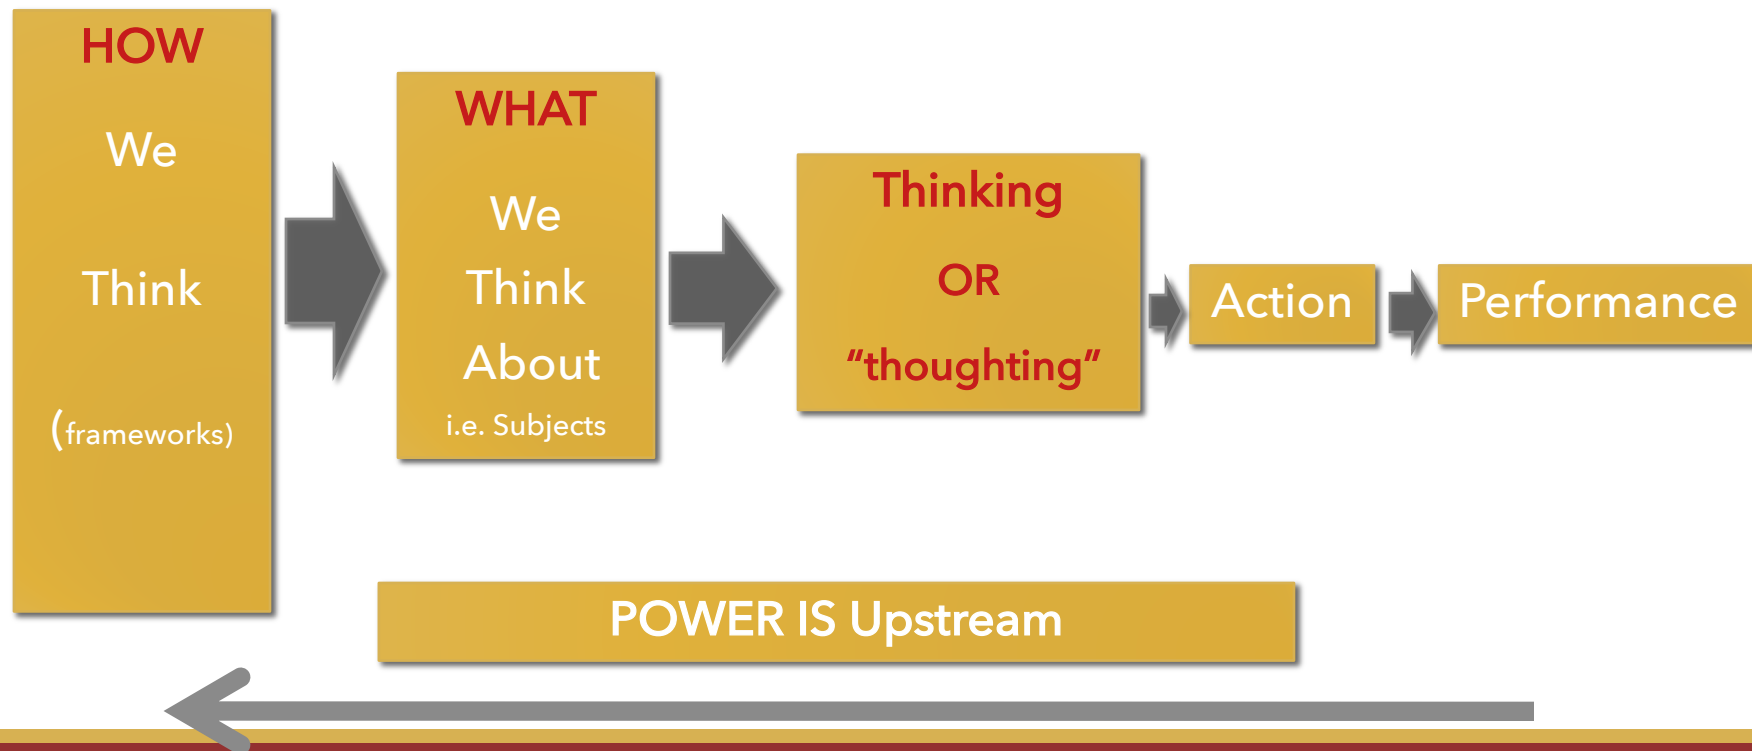 HOW
We
Think
(frameworks)
WHAT
We
Think
About
i.e. Subjects
Thinking
OR
“thoughting”
Action
Performance
POWER IS Upstream